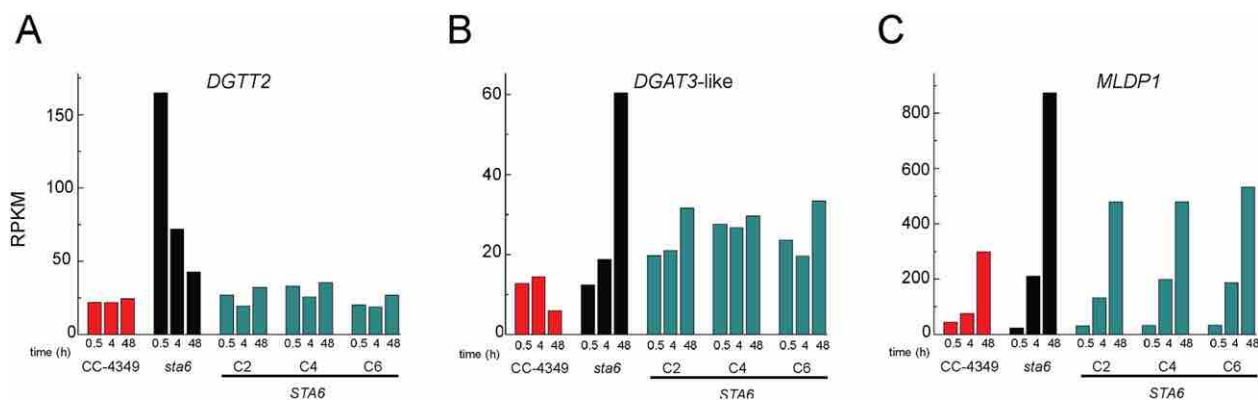 A
DGTT2
RPKM
150
100
50
0
time (h)
0.5 4 48 0.5 4 48 0.5 4 48 0.5 4 48 0.5 4 48
CC-4349 sta6 C2 C4 C6
STA6
B
DGAT3-like
60
40
20
0
time (h)
0.5 4 48 0.5 4 48 0.5 4 48 0.5 4 48 0.5 4 48
CC-4349 sta6 C2 C4 C6
STA6
C
MLDP1
800
600
400
200
0
time (h)
0.5 4 48 0.5 4 48 0.5 4 48 0.5 4 48 0.5 4 48
CC-4349 sta6 C2 C4 C6
STA6